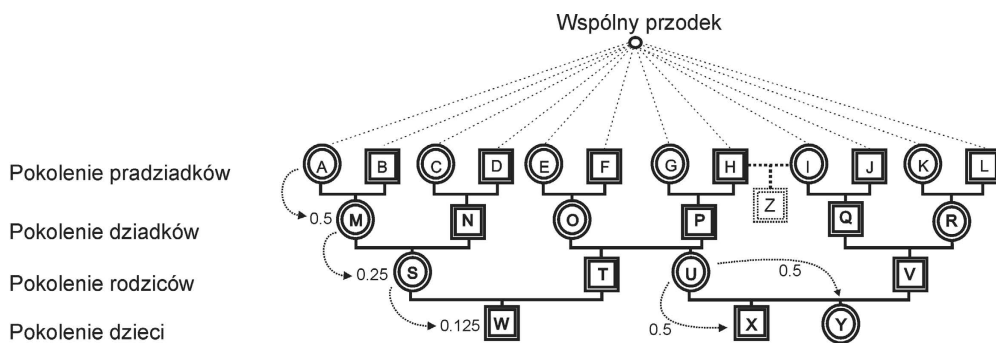 Wspólny przodek
A B C D E F G H I J K L
Pokolenie pradziadków
Z
0.5 M N O P Q R
Pokolenie dziadków
S 0.25 T U 0.5 V
Pokolenie rodziców
0.125 W 0.5 X Y
Pokolenie dzieci